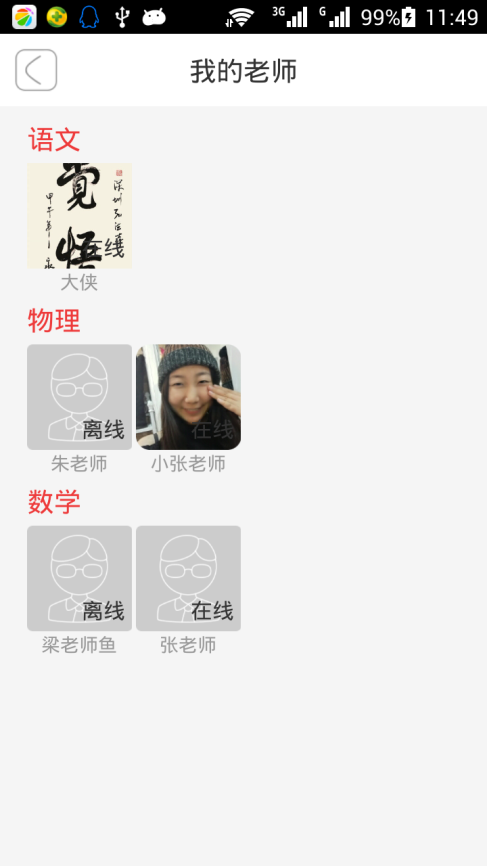 3G G 99% 11:49
我的老师
语文
覚悟
在线
大侠
物理
离线 在线
朱老师 小张老师
数学
离线 在线
梁老师鱼 张老师